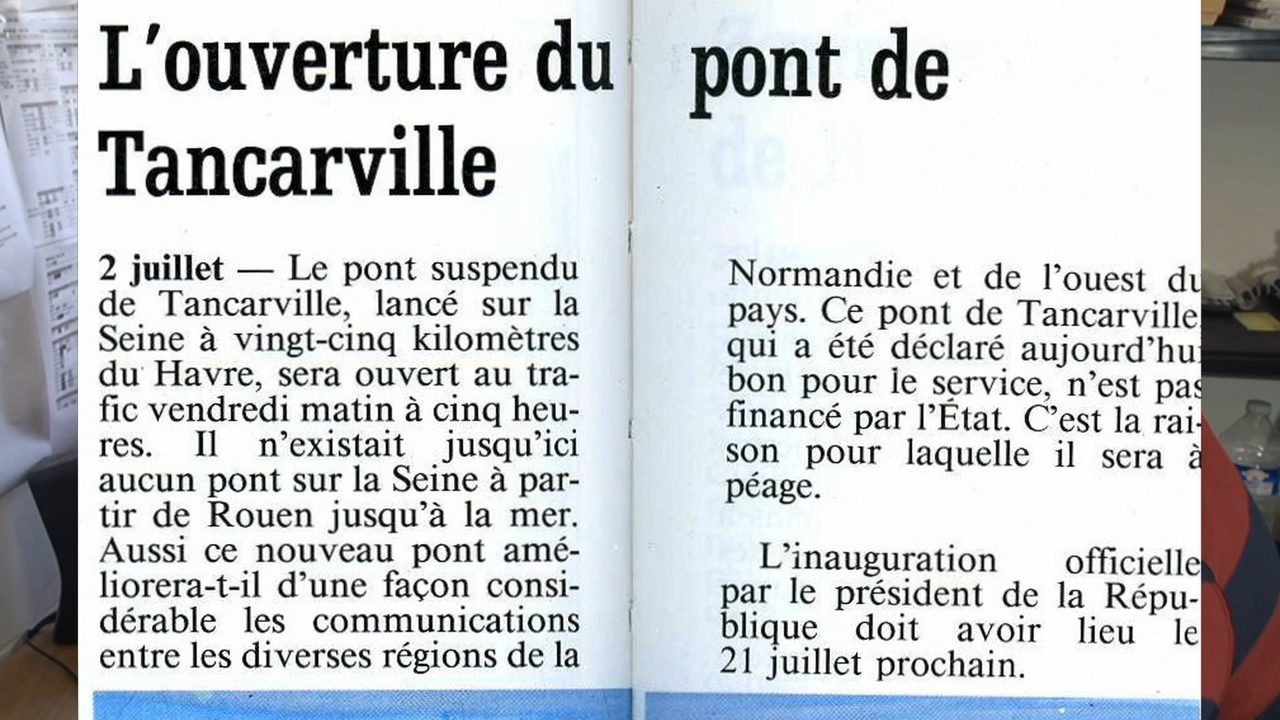 L'ouverture du pont de
Tancarville
2 juillet — Le pont suspendu
de Tancarville, lancé sur la
Seine à vingt-cinq kilomètres
du Havre, sera ouvert au tra-
fic vendredi matin à cinq heu-
res. Il n'existait jusqu'ici
aucun pont sur la Seine à par-
tir de Rouen jusqu'à la mer.
Aussi ce nouveau pont amé-
liorera-t-il d'une façon consi-
dérable les communications
entre les diverses régions de la
Normandie et de l'ouest du
pays. Ce pont de Tancarville
qui a été déclaré aujourd'hui
bon pour le service, n'est pas
financé par l'État. C'est la rai-
son pour laquelle il sera à
péage.
L'inauguration officielle
par le président de la Répu-
blique doit avoir lieu le
21 juillet prochain.